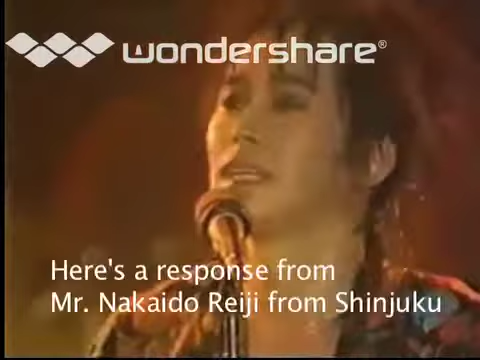 wondershare®
Here's a response from
Mr. Nakaido Reiji from Shinjuku